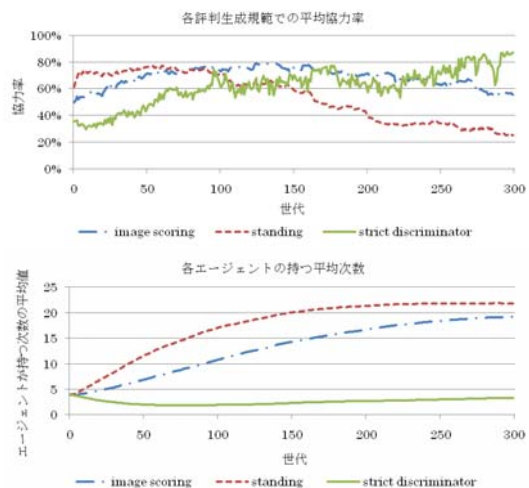 各評判生成規範での平均協力率
100%
80%
60%
40%
20%
0%
協力率
0 50 100 150 200 250 300
世代
image scoring standing strict discriminator
各エージェントの持つ平均次数
25
20
15
10
5
0
エージェントが持つ次数の平均値
0 50 100 150 200 250 300
世代
image scoring standing strict discriminator